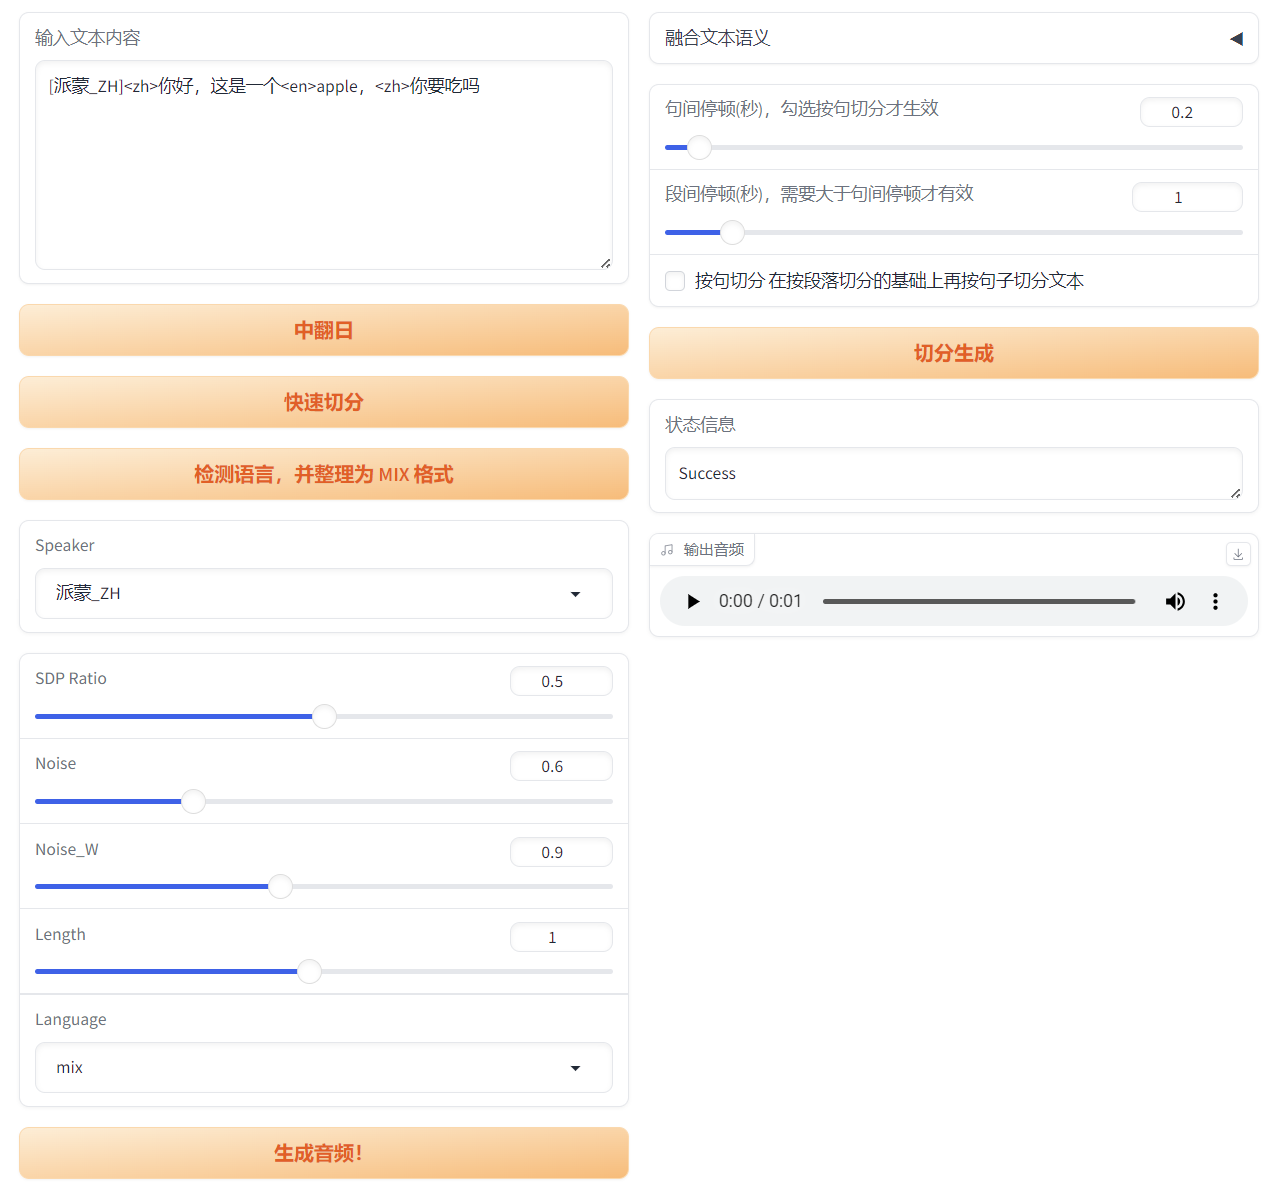 输入文本内容
[派蒙_ZH]<zh>你好，这是一个<en>apple，<zh>你要吃吗
中翻日
快速切分
检测语言，并整理为 MIX 格式
Speaker
派蒙_ZH
SDP Ratio
0.5
Noise
0.6
Noise_W
0.9
Length
1
Language
mix
生成音频！
融合文本语义
句间停顿(秒)，勾选按句切分才生效
0.2
段间停顿(秒)，需要大于句间停顿才有效
1
按句切分 在按段落切分的基础上再按句子切分文本
切分生成
状态信息
Success
输出音频
0:00 / 0:01